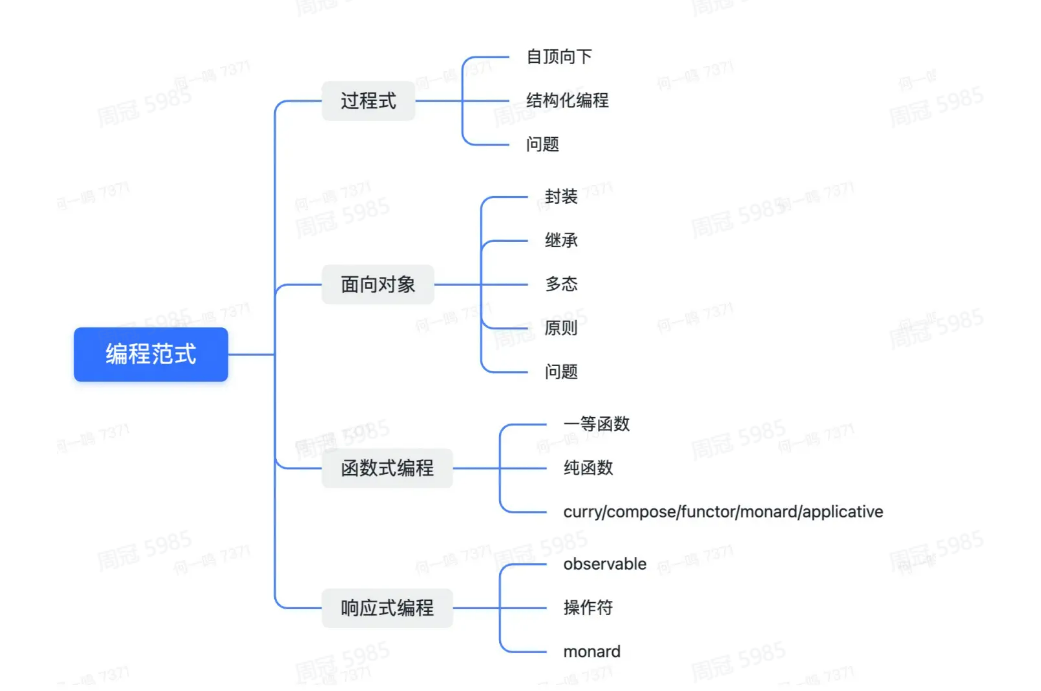 编程范式
过程式
自顶向下
结构化编程
问题
面向对象
封装
继承
多态
原则
问题
函数式编程
一等函数
纯函数
curry/compose/functor/monard/applicative
响应式编程
observable
操作符
monard
周冠 5985
何一鸣 7371